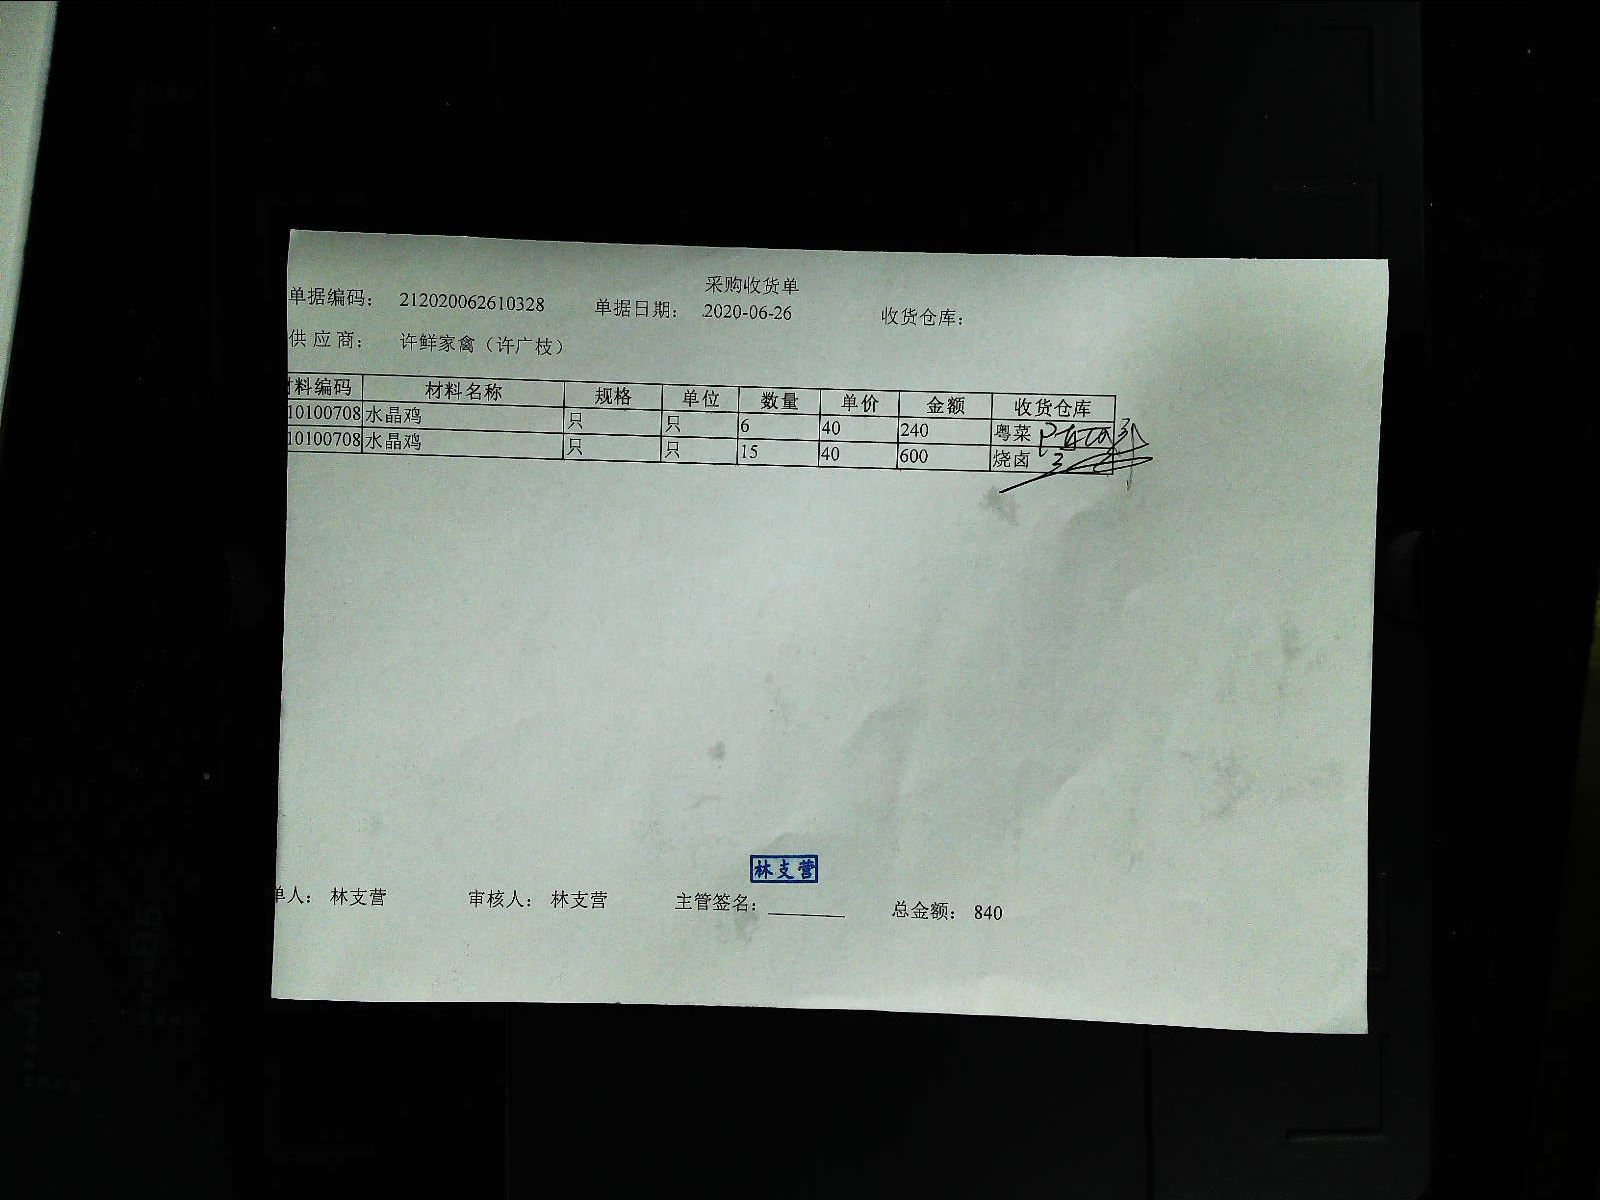 采购收货单
单据编码： 212020062610328 单据日期： 2020-06-26 收货仓库：
供应商： 许鲜家禽（许广枝）
料编码 材料名称 规格 单位 数量 单价 金额 收货仓库
10100708 水晶鸡 只 只 6 40 240 粤菜
10100708 水晶鸡 只 只 15 40 600 烧卤
林支营
单人： 林支营 审核人： 林支营 主管签名： 总金额： 840